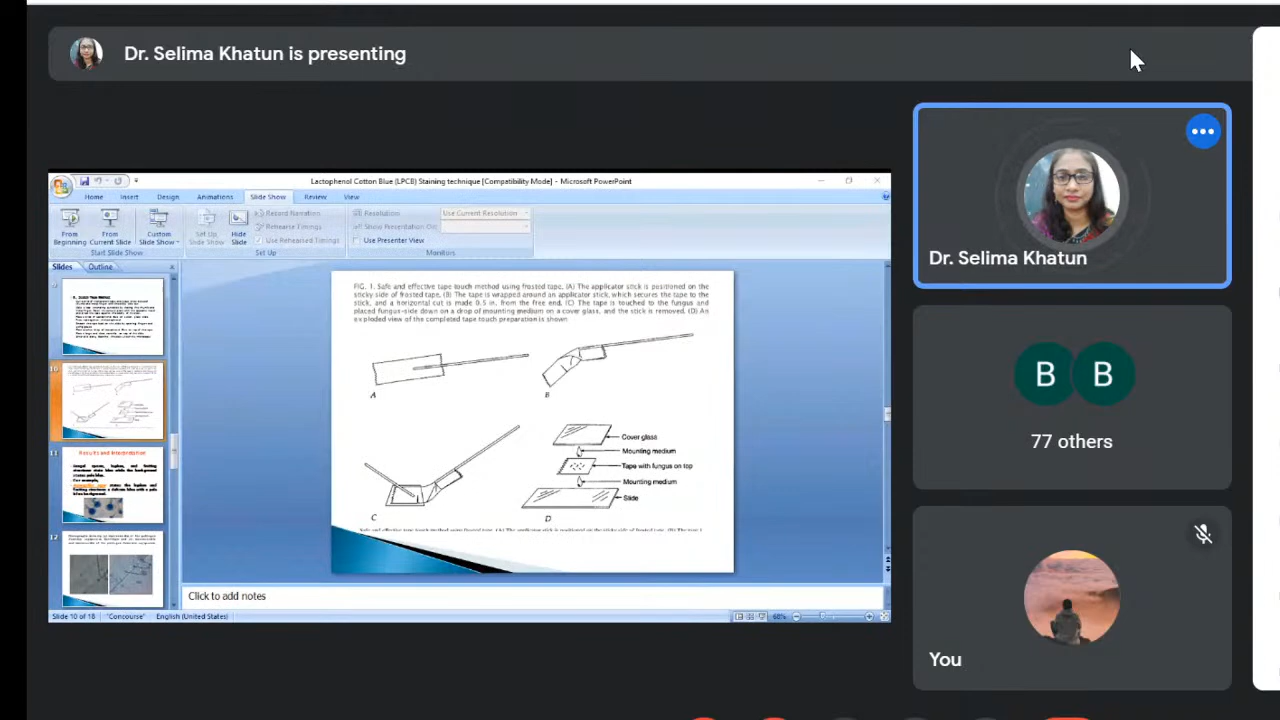 Dr. Selima Khatun is presenting
Lactophenol Cotton Blue (LPCB) Staining technique [Compatibility Mode] - Microsoft PowerPoint
Home Insert Design Animations Slide Show Review View
From Beginning
From Current Slide
Custom Slide Show
Set Up Slide Show
Hide Slide
Record Narration
Rehearse Timings
Use Rehearsed Timings
Resolution: Use Current Resolution
Show Presentation On:
Use Presenter View
Start Slide Show Set Up Monitors
Slides Outline
FIG. 1. Safe and effective tape touch method using frosted tape. (A) The applicator stick is positioned on the
sticky side of frosted tape. (B) The tape is wrapped around an applicator stick, which secures the tape to the
stick, and a horizontal cut is made 0.5 in. from the free end. (C) The tape is touched to the fungus and
placed fungus-side down on a drop of mounting medium on a cover glass, and the stick is removed. (D) An
exploded view of the completed tape touch preparation is shown.
A
B
C
D
Cover glass
Mounting medium
Tape with fungus on top
Mounting medium
Slide
10
11
Results and Interpretation
Click to add notes
Slide 10 of 18 "Concourse" English (United States) 68%
Dr. Selima Khatun
B B
77 others
You